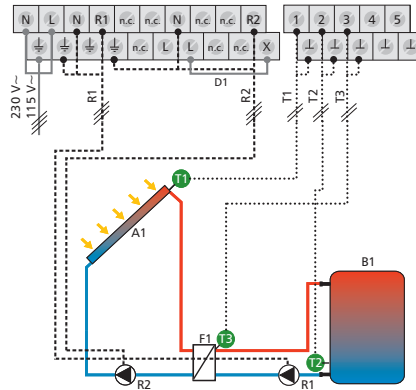 N L N R1 n.c. n.c. N n.c. n.c. R2
1 2 3 4 5
n.c. n.c. L L X
D1
230 V~
115 V~
R1
R2
T1
T2
T3
T1
A1
B1
F1
T3
T2
R2
R1